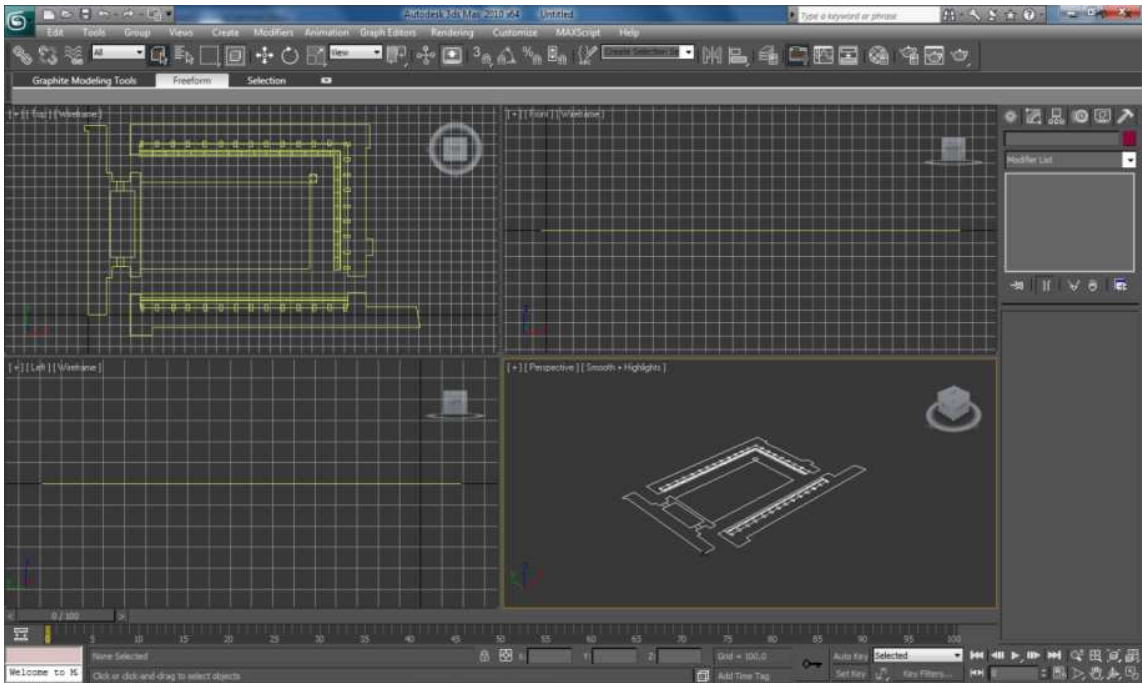 Autodesk 3ds Max 2010 x64 Untitled
Type a keyword or phrase
Edit Tools Group Views Create Modifiers Animation Graph Editors Rendering Customize MAXScript Help
All
View
3
Create Selection Se
Graphite Modeling Tools Freeform Selection
[ + ] [ Top ] [ Wireframe ]
[ + ] [ Front ] [ Wireframe ]
Modifier List
[ + ] [ Left ] [ Wireframe ]
[ + ] [ Perspective ] [ Smooth + Highlights ]
< 0 / 100 >
0 5 10 15 20 25 30 35 40 45 50 55 60 65 70 75 80 85 90 95 100
None Selected
X: Y: Z:
Grid = 100,0
Auto Key Selected
Welcome to M
Click or click-and-drag to select objects
Add Time Tag
Set Key Key Filters...
0